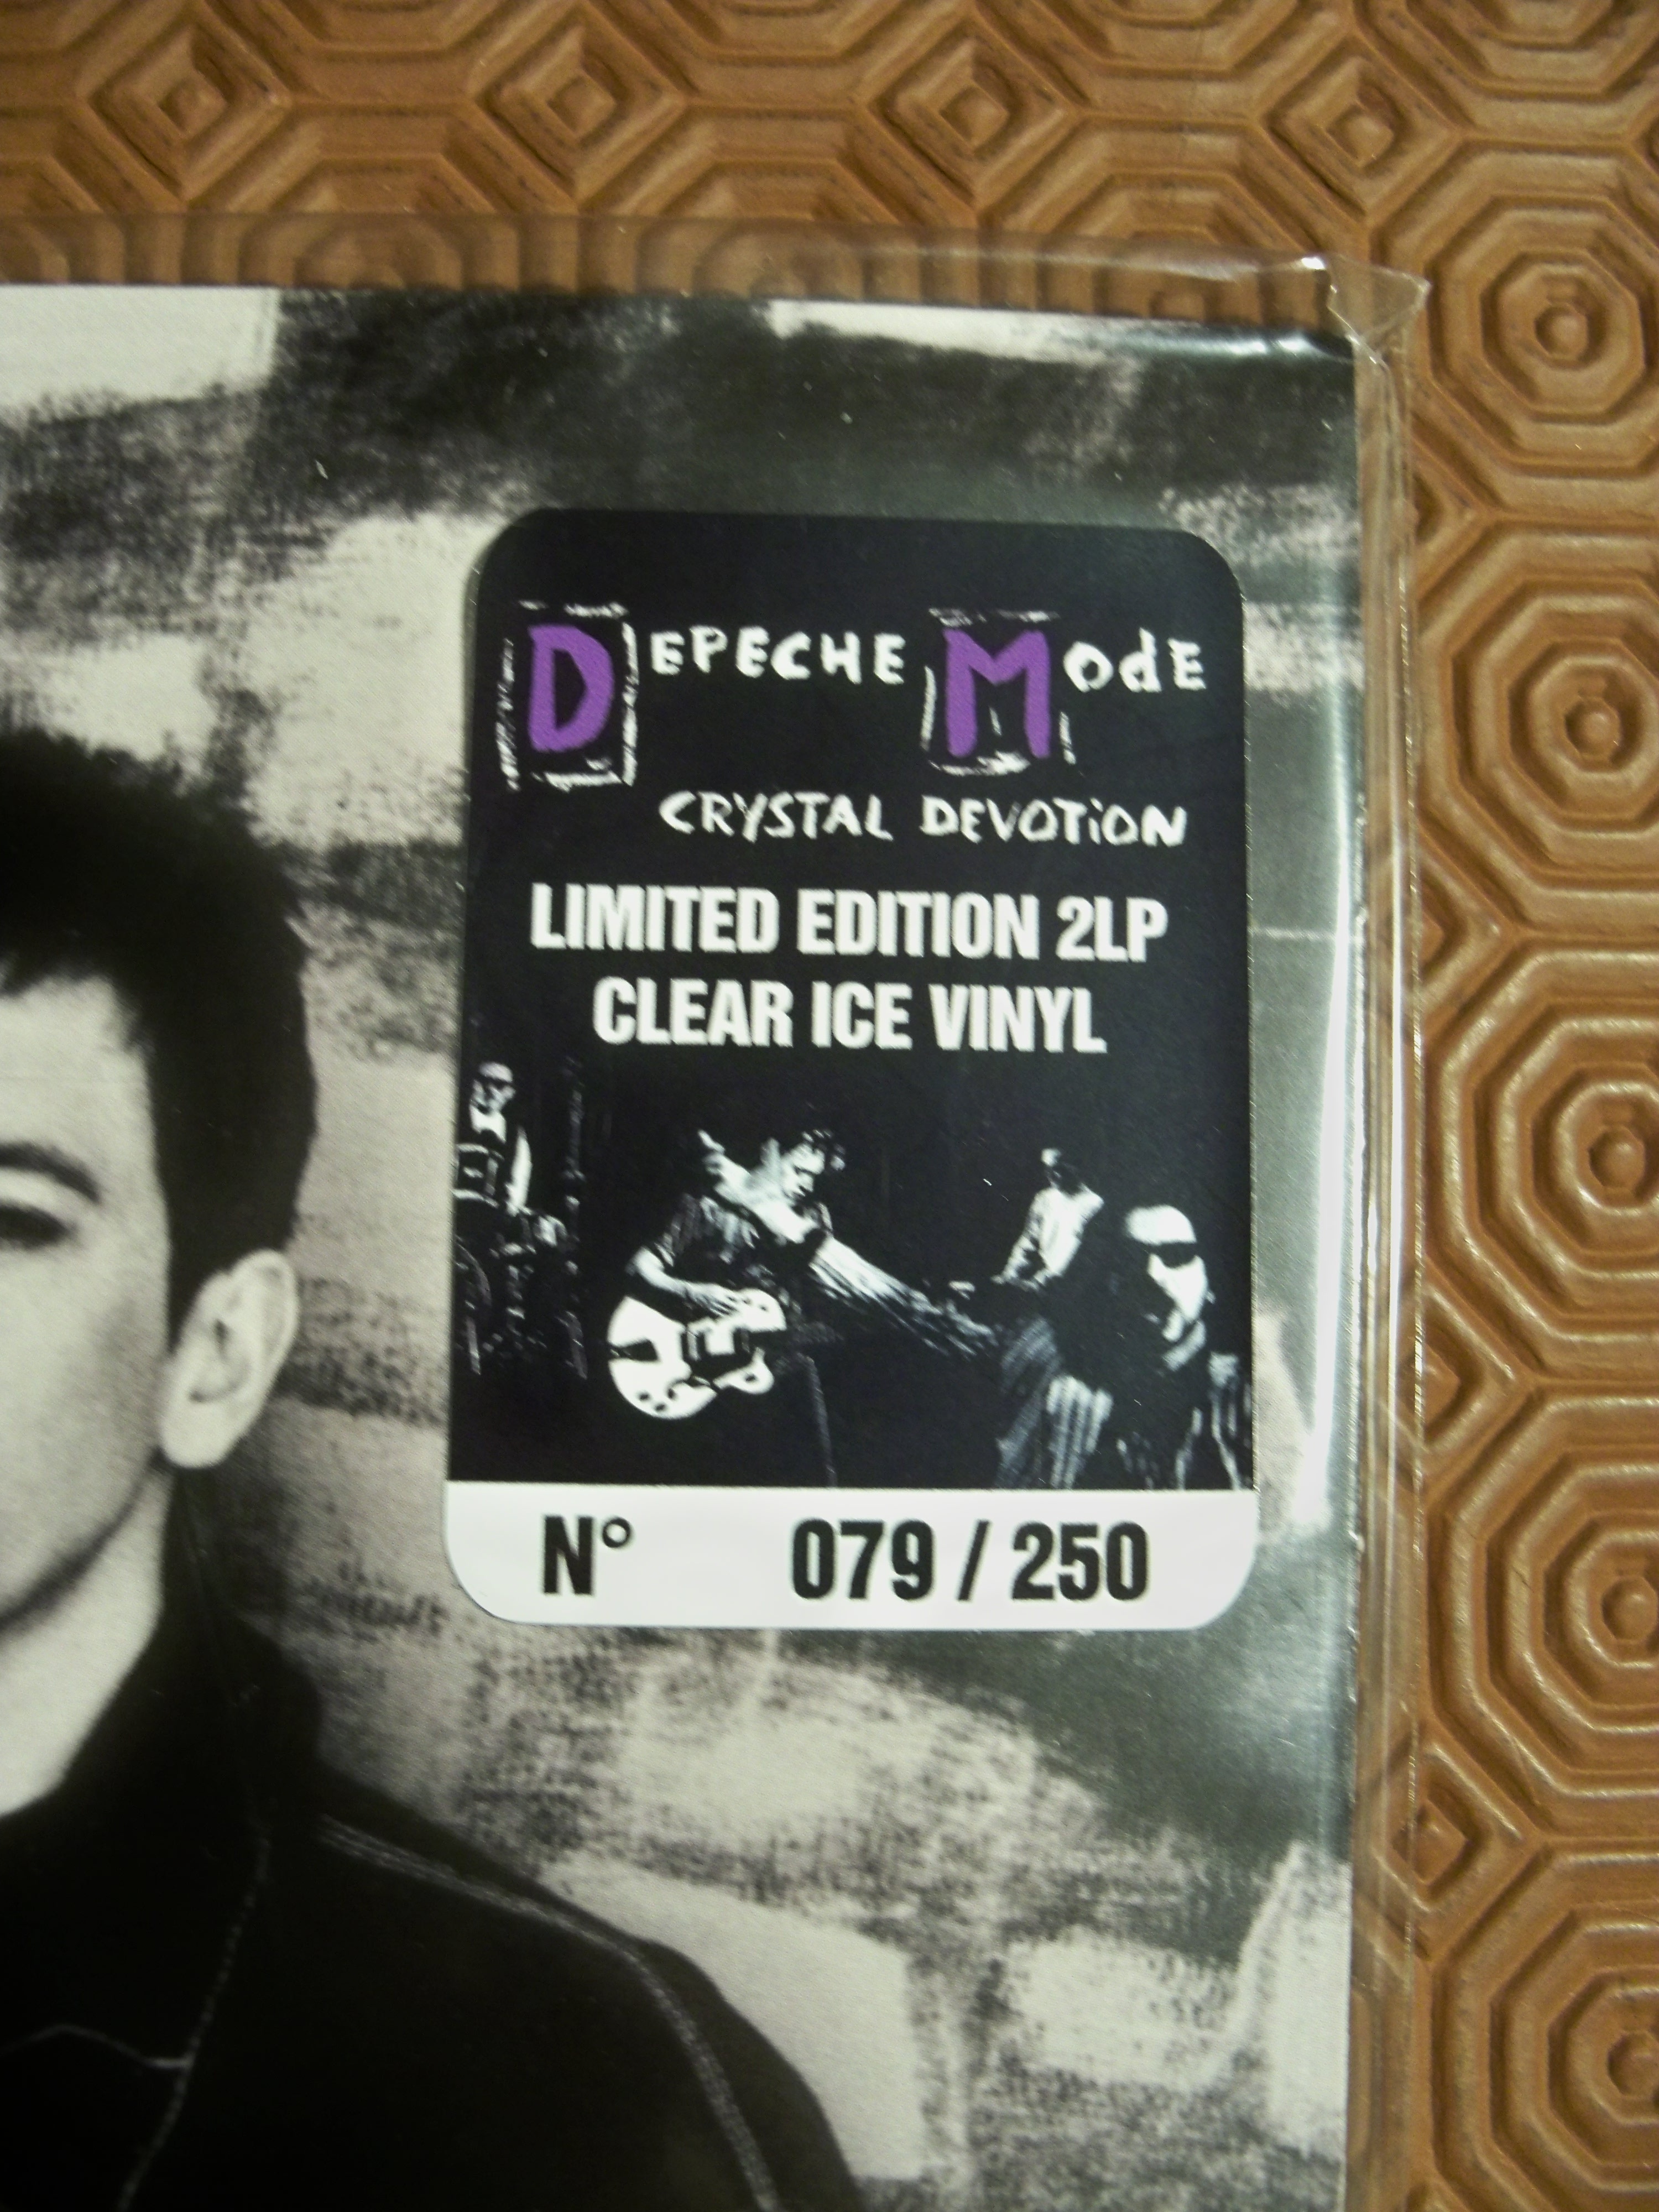 DEPECHE MOdE
CRYSTAL DEVOTiON
LIMITED EDITION 2LP
CLEAR ICE VINYL
N° 079 / 250